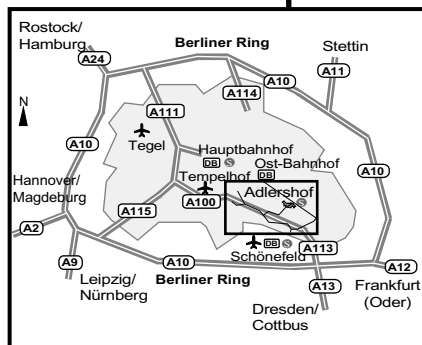 Rostock/
Hamburg
Berliner Ring
Stettin
A24
A10
A11
A111
A114
N
Tegel
Hauptbahnhof
DB S
Ost-Bahnhof
DB
A10
A10
Tempelhof
Adlershof
S
Hannover/
Magdeburg
A100
A115
A2
A113
DB S
Schönefeld
A9
A10
A12
Leipzig/
Nürnberg
Berliner Ring
A13
Frankfurt
(Oder)
Dresden/
Cottbus